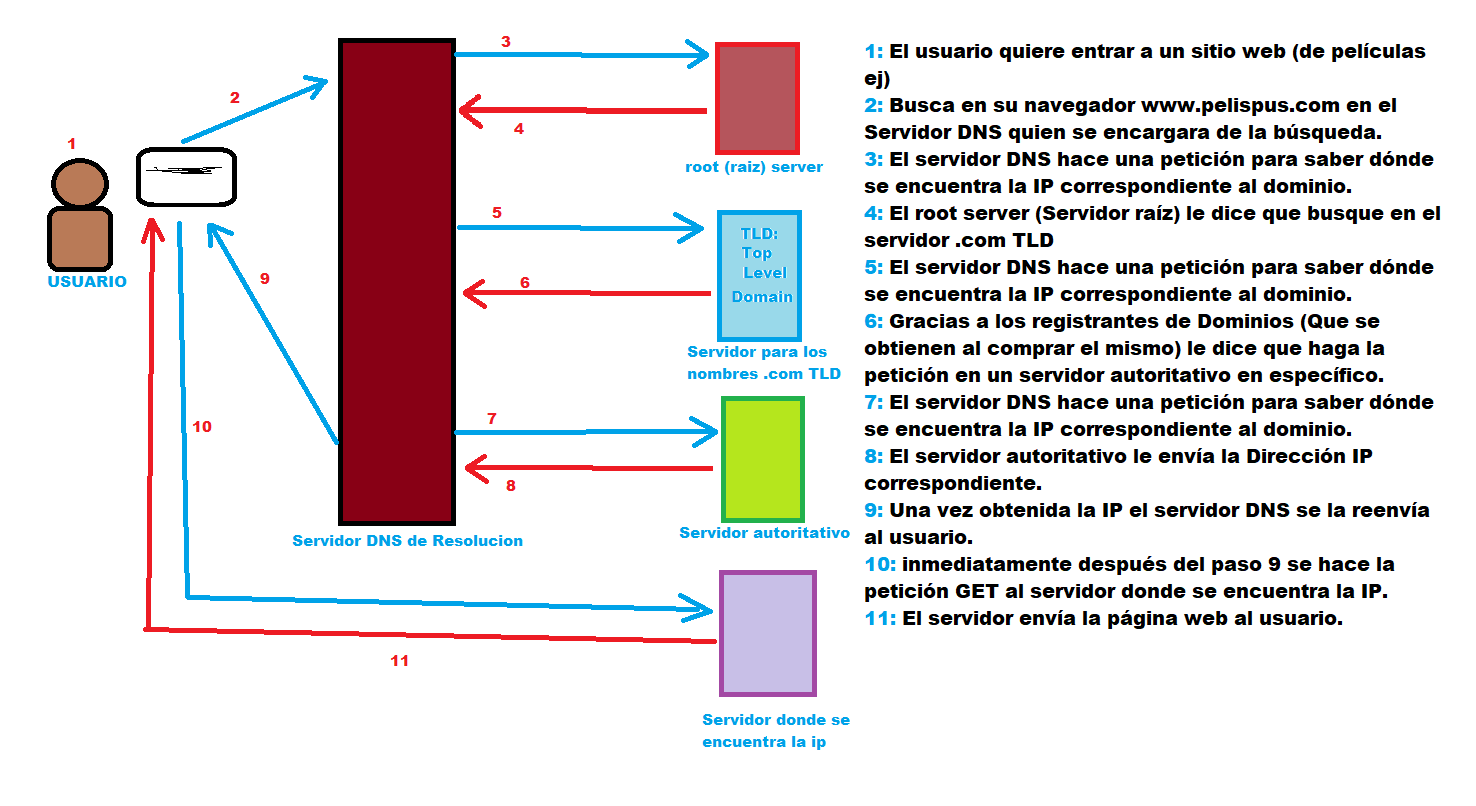 1
USUARIO
2
9
10
11
Servidor DNS de Resolucion
3
4
root (raiz) server
5
TLD:
Top
Level
Domain
6
Servidor para los
nombres .com TLD
7
8
Servidor autoritativo
Servidor donde se
encuentra la ip
1: El usuario quiere entrar a un sitio web (de películas
ej)
2: Busca en su navegador www.pelispus.com en el
Servidor DNS quien se encargara de la búsqueda.
3: El servidor DNS hace una petición para saber dónde
se encuentra la IP correspondiente al dominio.
4: El root server (Servidor raíz) le dice que busque en el
servidor .com TLD
5: El servidor DNS hace una petición para saber dónde
se encuentra la IP correspondiente al dominio.
6: Gracias a los registrantes de Dominios (Que se
obtienen al comprar el mismo) le dice que haga la
petición en un servidor autoritativo en específico.
7: El servidor DNS hace una petición para saber dónde
se encuentra la IP correspondiente al dominio.
8: El servidor autoritativo le envía la Dirección IP
correspondiente.
9: Una vez obtenida la IP el servidor DNS se la reenvía
al usuario.
10: inmediatamente después del paso 9 se hace la
petición GET al servidor donde se encuentra la IP.
11: El servidor envía la página web al usuario.